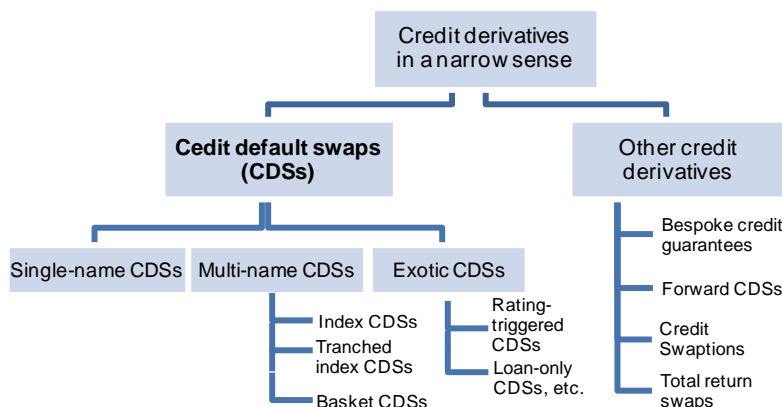 Credit derivatives
in a narrow sense
Cedit default swaps
(CDSs)
Other credit
derivatives
Single-name CDSs
Multi-name CDSs
Exotic CDSs
Index CDSs
Tranched
index CDSs
Basket CDSs
Rating-
triggered
CDSs
Loan-only
CDSs, etc.
Bespoke credit
guarantees
Forward CDSs
Credit
Swaptions
Total return
swaps